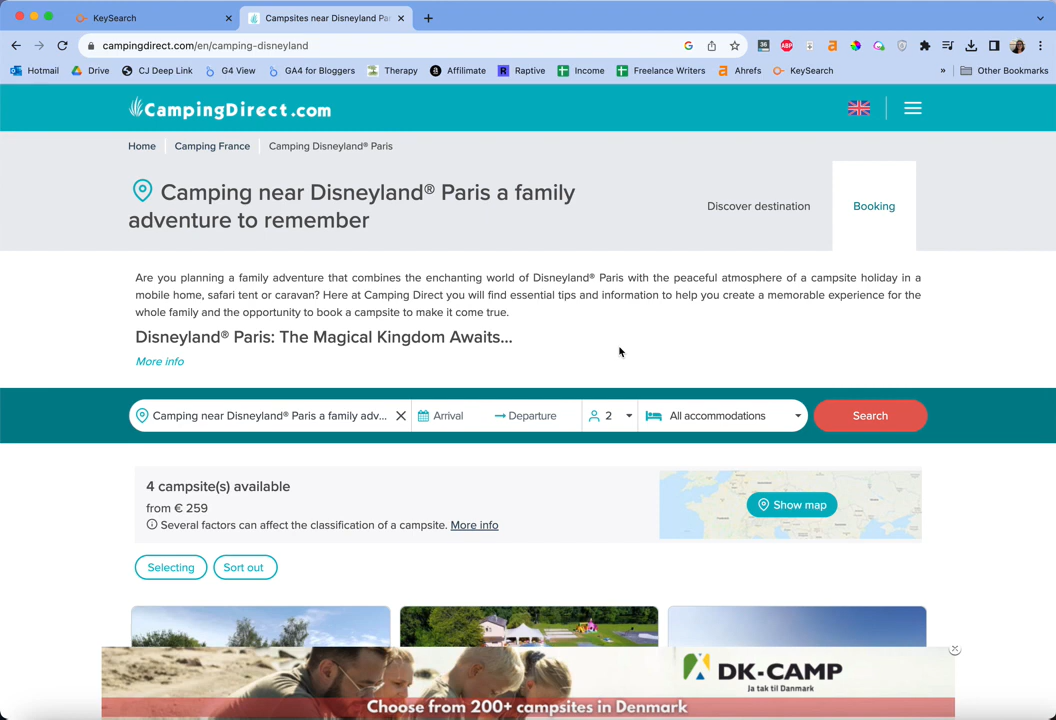 KeySearch
Campsites near Disneyland Par
campingdirect.com/en/camping-disneyland
36
ABP
Hotmail
Drive
CJ Deep Link
G4 View
GA4 for Bloggers
Therapy
Affilimate
R Raptive
Income
Freelance Writers
Ahrefs
KeySearch
»
Other Bookmarks
CampingDirect.com
Home
Camping France
Camping Disneyland® Paris
Camping near Disneyland® Paris a family
adventure to remember
Discover destination
Booking
Are you planning a family adventure that combines the enchanting world of Disneyland® Paris with the peaceful atmosphere of a campsite holiday in a
mobile home, safari tent or caravan? Here at Camping Direct you will find essential tips and information to help you create a memorable experience for the
whole family and the opportunity to book a campsite to make it come true.
Disneyland® Paris: The Magical Kingdom Awaits...
More info
Camping near Disneyland® Paris a family adv...
Arrival
Departure
2
All accommodations
Search
4 campsite(s) available
from € 259
Several factors can affect the classification of a campsite. More info
Show map
Selecting
Sort out
DK-CAMP
Ja tak til Danmark
Choose from 200+ campsites in Denmark